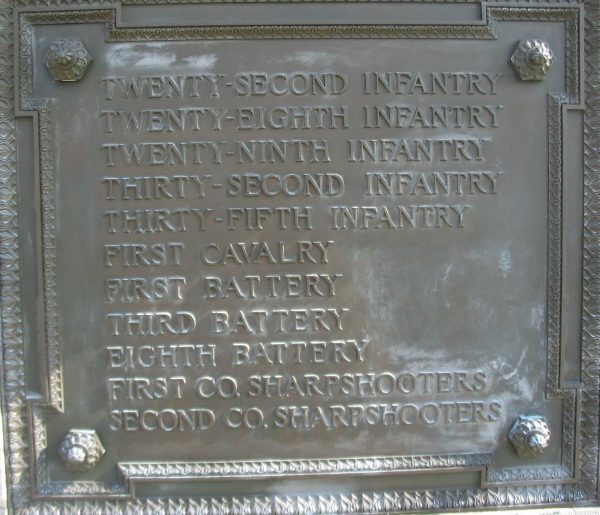 TWENTY-SECOND INFANTRY
TWENTY-EIGHTH INFANTRY
TWENTY-NINTH INFANTRY
THIRTY-SECOND INFANTRY
THIRTY-FIFTH INFANTRY
FIRST CAVALRY
FIRST BATTERY
THIRD BATTERY
EIGHTH BATTERY
FIRST CO. SHARPSHOOTERS
SECOND CO. SHARPSHOOTERS